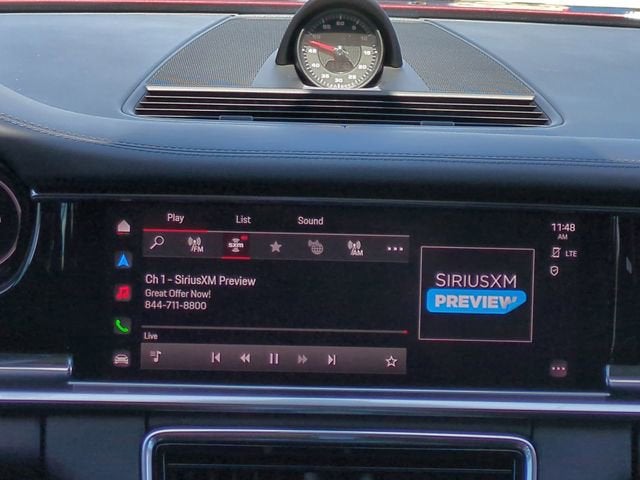 Play List Sound
11:48
AM
FM sxm AM
LTE
Ch 1 - SiriusXM Preview
Great Offer Now!
844-711-8800
SIRIUSXM
PREVIEW
Live